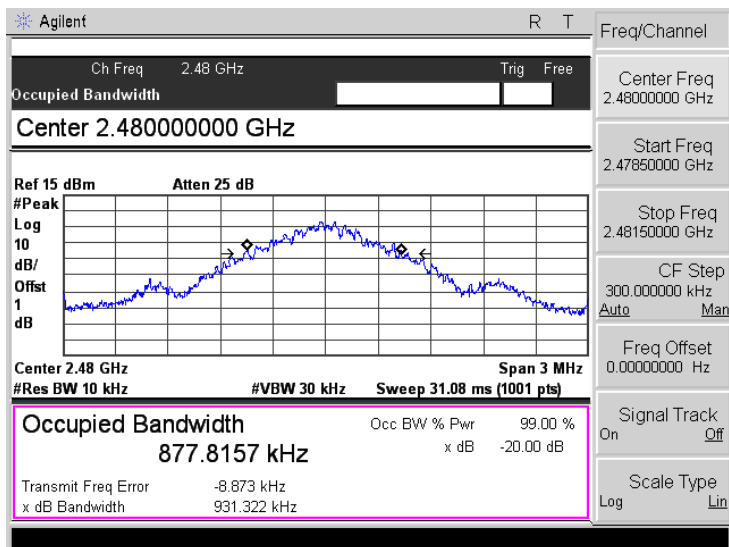 Agilent R T
Freq/Channel
Ch Freq 2.48 GHz Trig Free
Occupied Bandwidth
Center 2.480000000 GHz
Ref 15 dBm Atten 25 dB
#Peak
Log
10
dB/
Offst
1
dB
Center 2.48 GHz Span 3 MHz
#Res BW 10 kHz #VBW 30 kHz Sweep 31.08 ms (1001 pts)
Occupied Bandwidth Occ BW % Pwr 99.00 %
877.8157 kHz x dB -20.00 dB
Transmit Freq Error -8.873 kHz
x dB Bandwidth 931.322 kHz
Center Freq
2.48000000 GHz
Start Freq
2.47850000 GHz
Stop Freq
2.48150000 GHz
CF Step
300.000000 kHz
Auto Man
Freq Offset
0.00000000 Hz
Signal Track
On Off
Scale Type
Log Lin